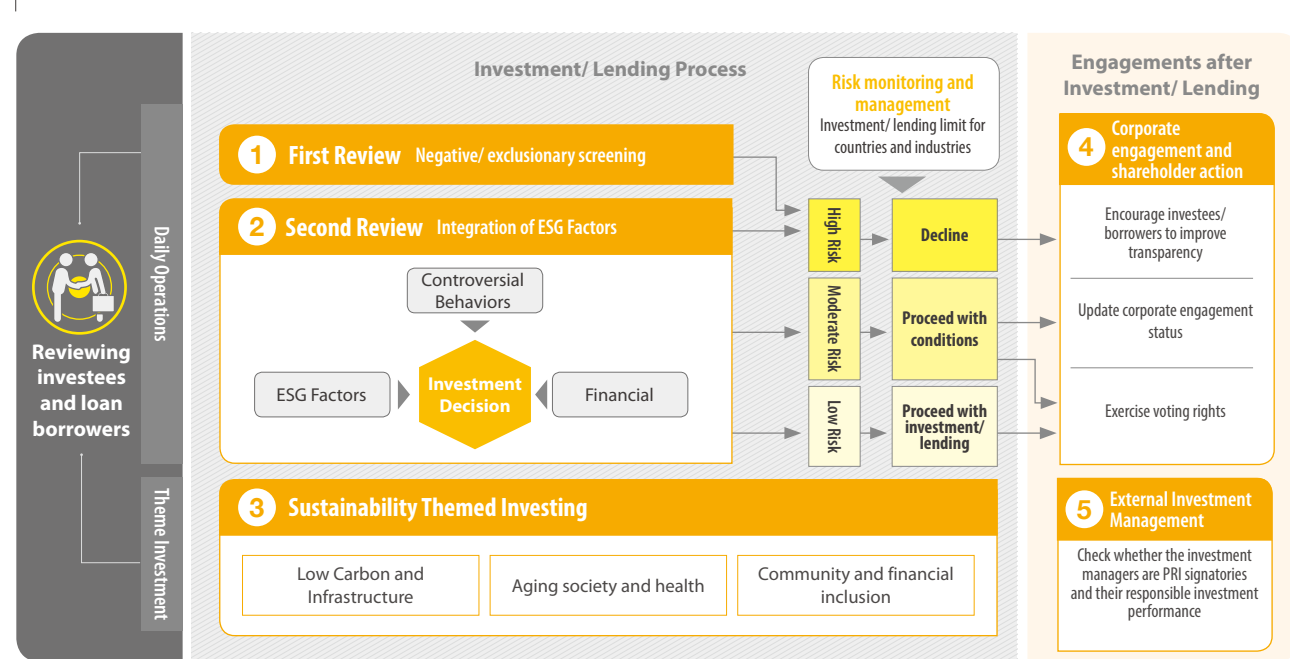 Reviewing
investees
and loan
borrowers
Daily Operations
Theme Investment
Investment/ Lending Process
1 First Review Negative/ exclusionary screening
2 Second Review Integration of ESG Factors
Controversial
Behaviors
ESG Factors
Investment
Decision
Financial
Risk monitoring and
management
Investment/ lending limit for
countries and industries
High Risk
Decline
Moderate Risk
Proceed with
conditions
Low Risk
Proceed with
investment/
lending
3 Sustainability Themed Investing
Low Carbon and
Infrastructure
Aging society and health
Community and financial
inclusion
Engagements after
Investment/ Lending
4 Corporate
engagement and
shareholder action
Encourage investees/
borrowers to improve
transparency
Update corporate engagement
status
Exercise voting rights
5 External Investment
Management
Check whether the investment
managers are PRI signatories
and their responsible investment
performance